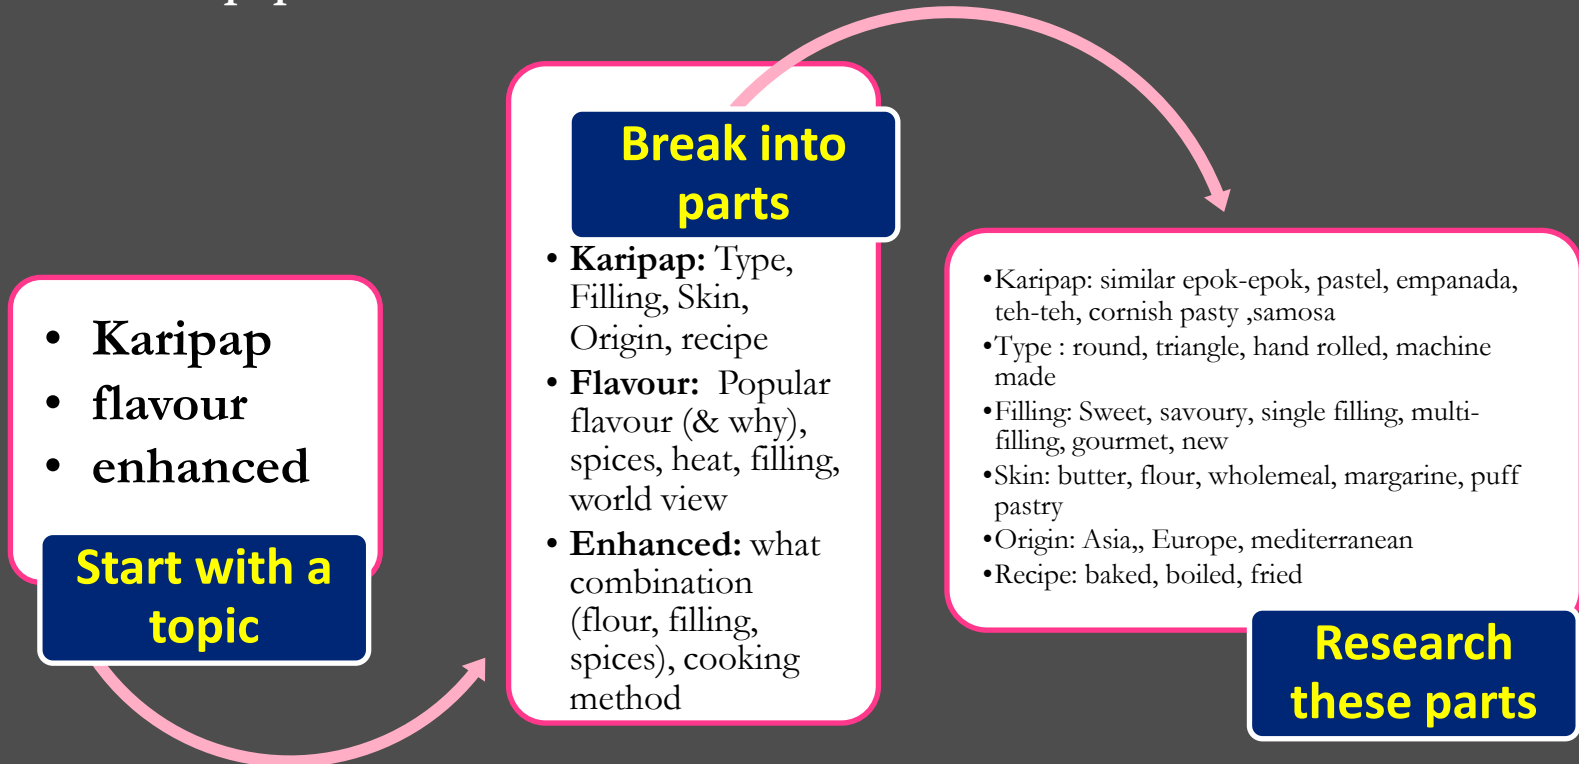 • Karipap
• flavour
• enhanced
Start with a
topic
Break into
parts
• Karipap: Type,
Filling, Skin,
Origin, recipe
• Flavour: Popular
flavour (& why),
spices, heat, filling,
world view
• Enhanced: what
combination
(flour, filling,
spices), cooking
method
•Karipap: similar epok-epok, pastel, empanada,
teh-teh, cornish pasty ,samosa
•Type : round, triangle, hand rolled, machine
made
•Filling: Sweet, savoury, single filling, multi-
filling, gourmet, new
•Skin: butter, flour, wholemeal, margarine, puff
pastry
•Origin: Asia,, Europe, mediterranean
•Recipe: baked, boiled, fried
Research
these parts